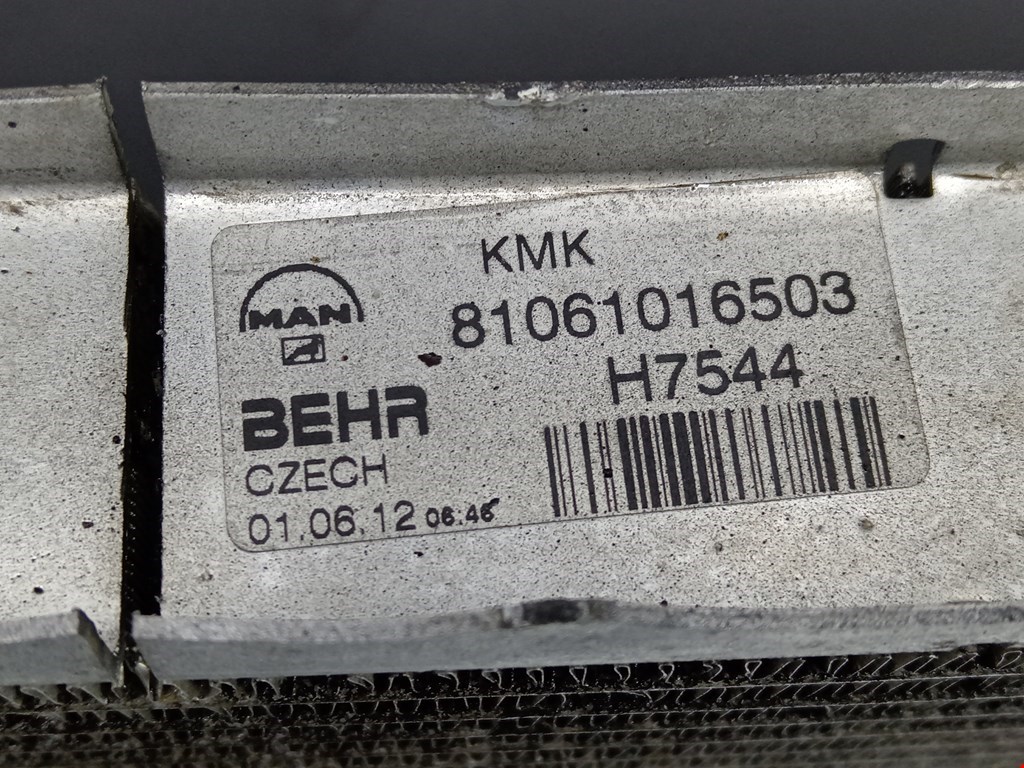 KMK
MAN
81061016503
H7544
BEHR
CZECH
01.06.12 06.46